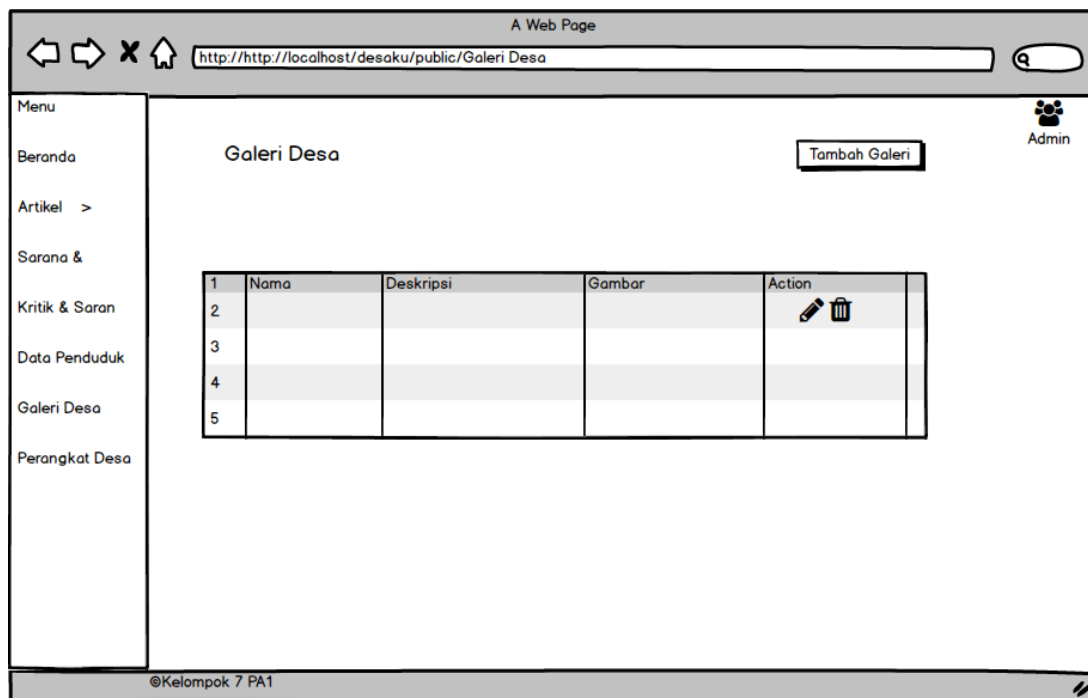 A Web Page
http://http://localhost/desaku/public/Galeri Desa
Menu
Beranda
Artikel >
Sarana &
Kritik & Saran
Data Penduduk
Galeri Desa
Perangkat Desa
Admin
Galeri Desa
Tambah Galeri
1 Nama Deskripsi Gambar Action
2
3
4
5
©Kelompok 7 PA1